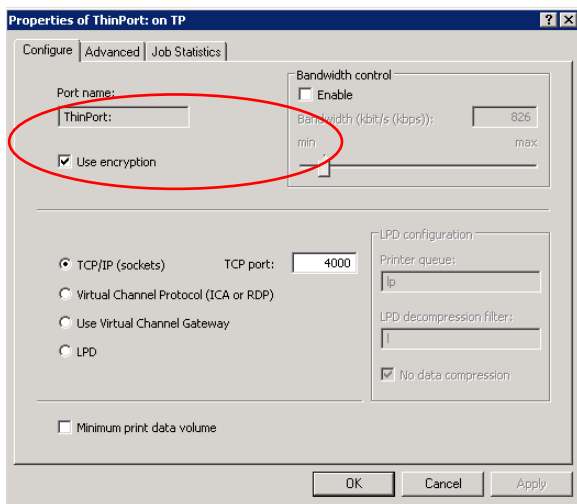 Properties of ThinPort: on TP
Configure Advanced Job Statistics
Port name:
ThinPort:
Use encryption
Bandwidth control
Enable
Bandwidth (kbit/s (kbps)): 826
min max
TCP/IP (sockets) TCP port: 4000
Virtual Channel Protocol (ICA or RDP)
Use Virtual Channel Gateway
LPD
LPD configuration
Printer queue:
lp
LPD decompression filter:
l
No data compression
Minimum print data volume
OK Cancel Apply